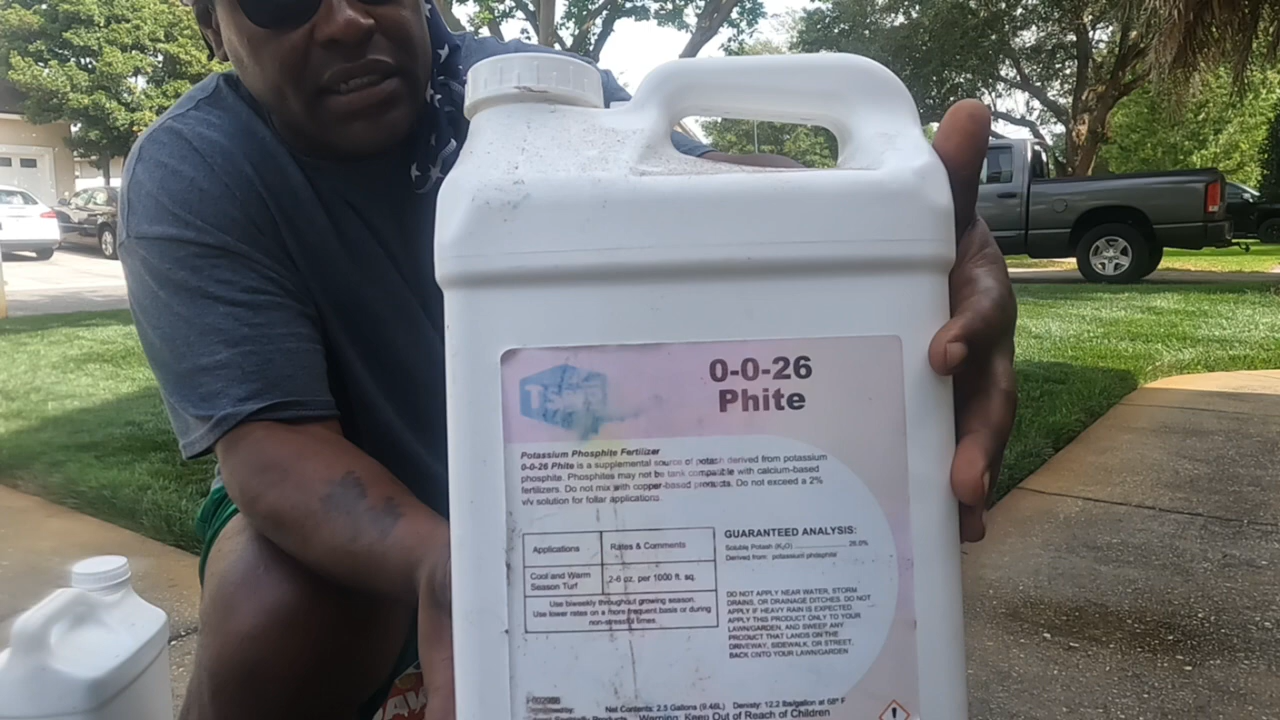 0-0-26
Phite
Potassium Phosphite Fertilizer
0-0-26 Phite is a supplemental source of potash derived from potassium
phosphite. Phosphites may not be tank compatible with calcium-based
fertilizers. Do not mix with copper-based products. Do not exceed a 2%
v/v solution for foliar applications.
Applications Rates & Comments
Cool and Warm
Season Turf
2-6 oz. per 1000 ft. sq.
Use biweekly throughout growing season.
Use lower rates on a more frequent basis or during
non-stressful times.
GUARANTEED ANALYSIS:
Soluble Potash (K₂O) 26.0%
Derived from: potassium phosphite
DO NOT APPLY NEAR WATER, STORM
DRAINS, OR DRAINAGE DITCHES. DO NOT
APPLY IF HEAVY RAIN IS EXPECTED.
APPLY THIS PRODUCT ONLY TO YOUR
LAWN/GARDEN, AND SWEEP ANY
PRODUCT THAT LANDS ON THE
DRIVEWAY, SIDEWALK, OR STREET,
BACK ONTO YOUR LAWN/GARDEN
Net Contents: 2.5 Gallons (9.46L) Denisty: 12.2 lbs/gallon at 68° F
Warning: Keep Out of Reach of Children